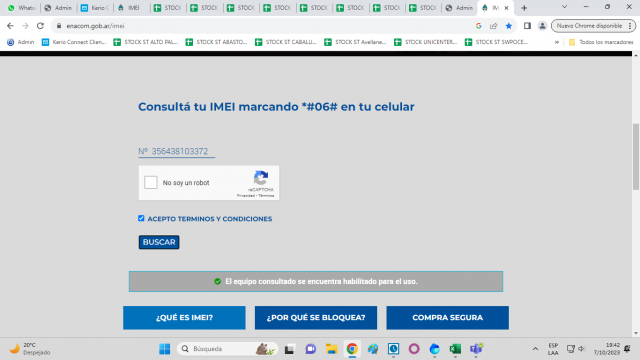 Whats
Admin
Kerio C
IMEI
STOCK
STOCK
STOCK
STOCK
STOCK
STOCK
STOCK
STOCK
Admin
IMEI
enacom.gob.ar/imei
Nuevo Chrome disponible
Admin
Kerio Connect Clien...
STOCK ST ALTO PAL...
STOCK ST ABASTO...
STOCK ST CABALLI...
STOCK ST Avellane...
STOCK UNICENTER...
STOCK ST SWPOCE...
»
Todos los marcadores
Consultá tu IMEI marcando *#06# en tu celular
Nº 356438103372
No soy un robot
reCAPTCHA
Privacidad - Términos
ACEPTO TERMINOS Y CONDICIONES
BUSCAR
El equipo consultado se encuentra habilitado para el uso.
¿QUÉ ES IMEI?
¿POR QUÉ SE BLOQUEA?
COMPRA SEGURA
20°C
Despejado
Búsqueda
ESP
LAA
19:42
7/10/2023